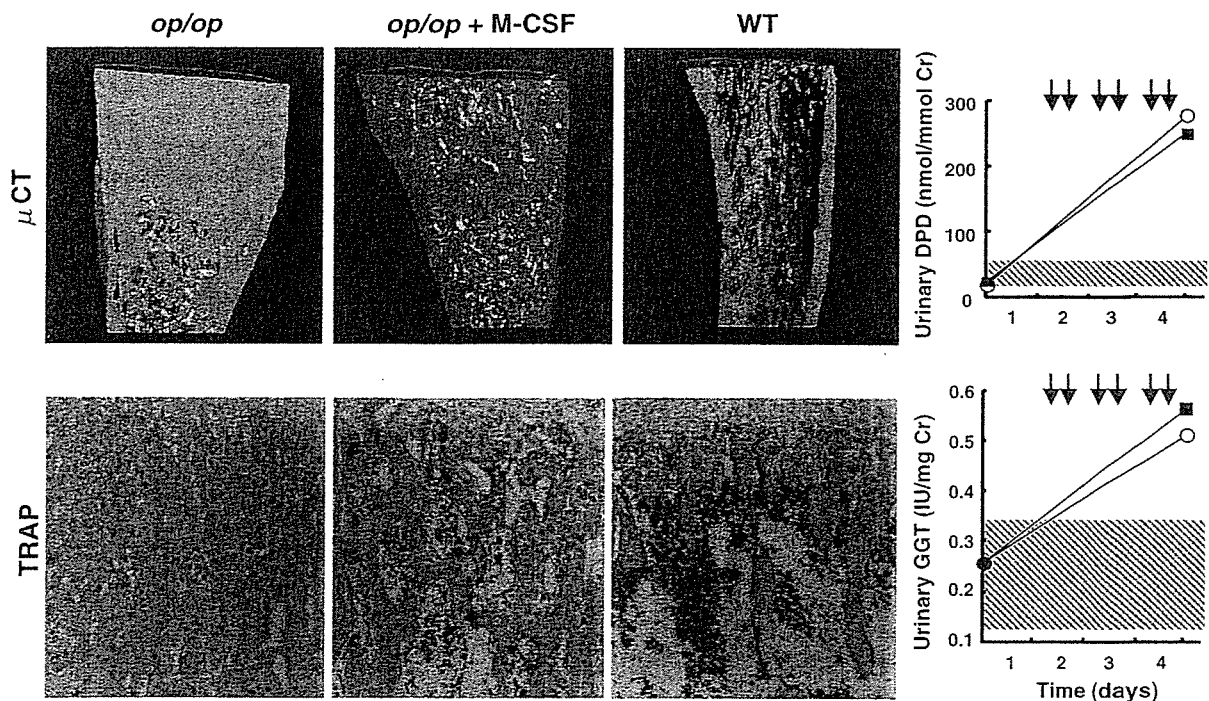 op/op
op/op + M-CSF
WT
μCT
TRAP
Urinary DPD (nmol/mmol Cr)
300
200
100
0
1 2 3 4
Urinary GGT (IU/mg Cr)
0.6
0.5
0.4
0.3
0.2
0.1
1 2 3 4
Time (days)